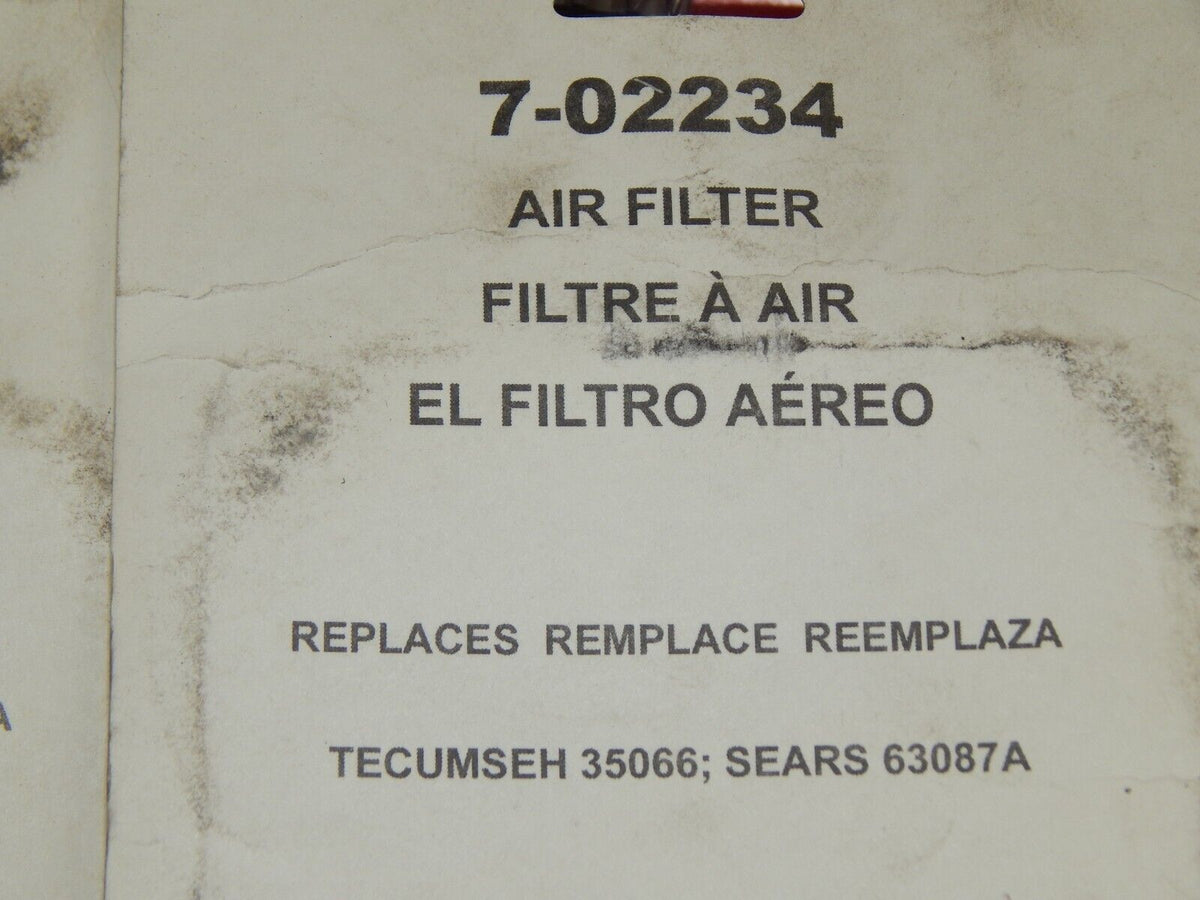 7-02234
AIR FILTER
FILTRE À AIR
EL FILTRO AÉREO
REPLACES REMPLACE REEMPLAZA
TECUMSEH 35066; SEARS 63087A
A